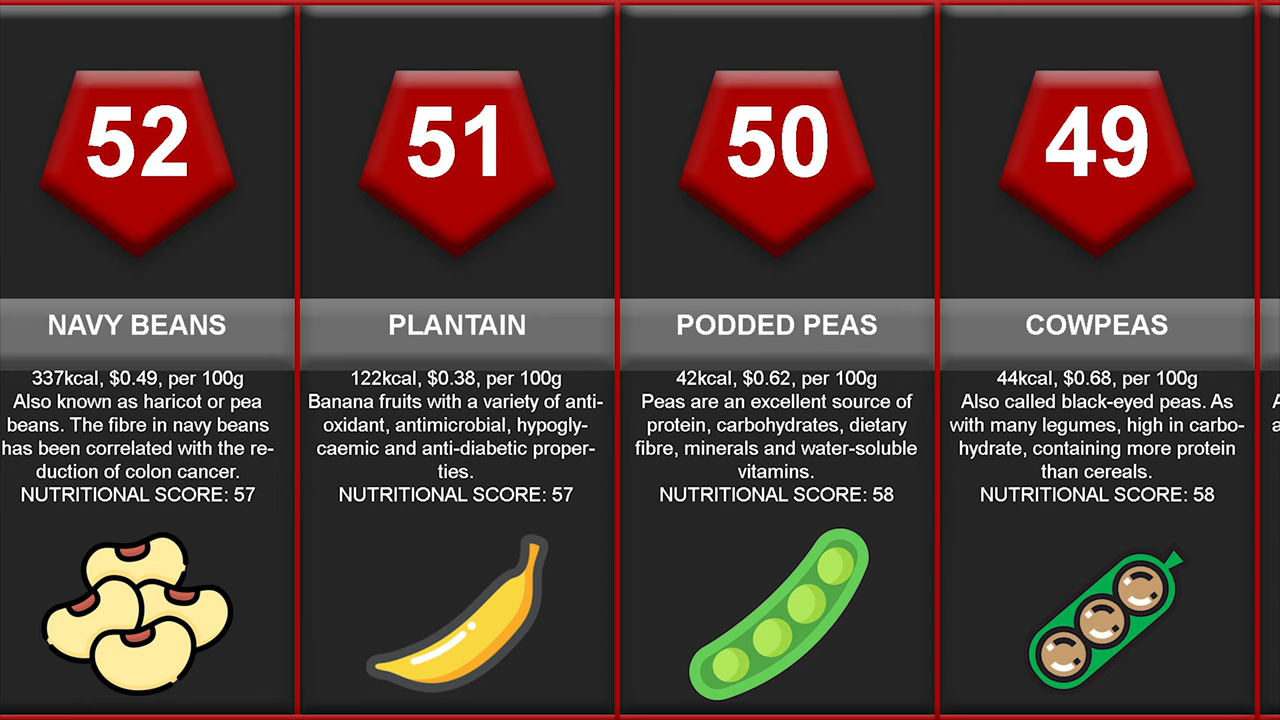 52
NAVY BEANS
337kcal, $0.49, per 100g
Also known as haricot or pea
beans. The fibre in navy beans
has been correlated with the re-
duction of colon cancer.
NUTRITIONAL SCORE: 57
51
PLANTAIN
122kcal, $0.38, per 100g
Banana fruits with a variety of anti-
oxidant, antimicrobial, hypogly-
caemic and anti-diabetic proper-
ties.
NUTRITIONAL SCORE: 57
50
PODDED PEAS
42kcal, $0.62, per 100g
Peas are an excellent source of
protein, carbohydrates, dietary
fibre, minerals and water-soluble
vitamins.
NUTRITIONAL SCORE: 58
49
COWPEAS
44kcal, $0.68, per 100g
Also called black-eyed peas. As
with many legumes, high in carbo-
hydrate, containing more protein
than cereals.
NUTRITIONAL SCORE: 58